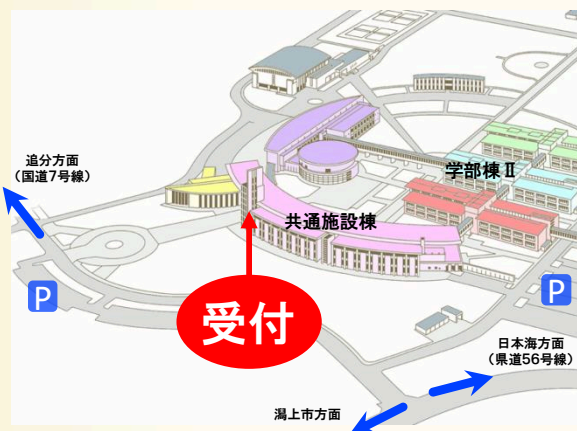 追分方面
(国道7号線)
学部棟Ⅱ
共通施設棟
P
受付
P
日本海方面
(県道56号線)
潟上市方面